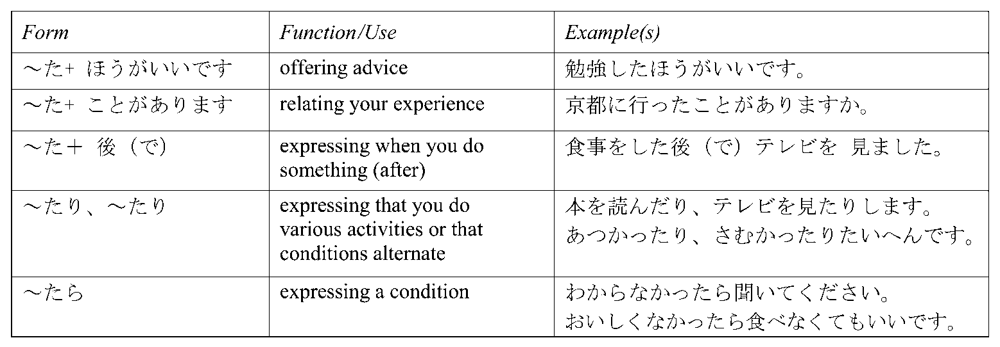 Form
Function/Use
Example(s)
～た+ ほうがいいです
offering advice
勉強したほうがいいです。
～た+ ことがあります
relating your experience
京都に行ったことがありますか。
～た＋ 後（で）
expressing when you do
something (after)
食事をした後（で）テレビを 見ました。
～たり、～たり
expressing that you do
various activities or that
conditions alternate
本を読んだり、テレビを見たりします。
あつかったり、さむかったりたいへんです。
～たら
expressing a condition
わからなかったら聞いてください。
おいしくなかったら食べなくてもいいです。